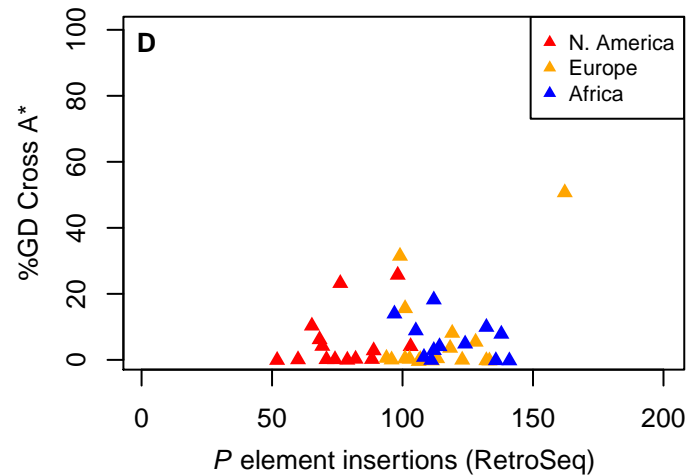 D
N. America
Europe
Africa
%GD Cross A*
100
80
60
40
20
0
0 50 100 150 200
P element insertions (RetroSeq)